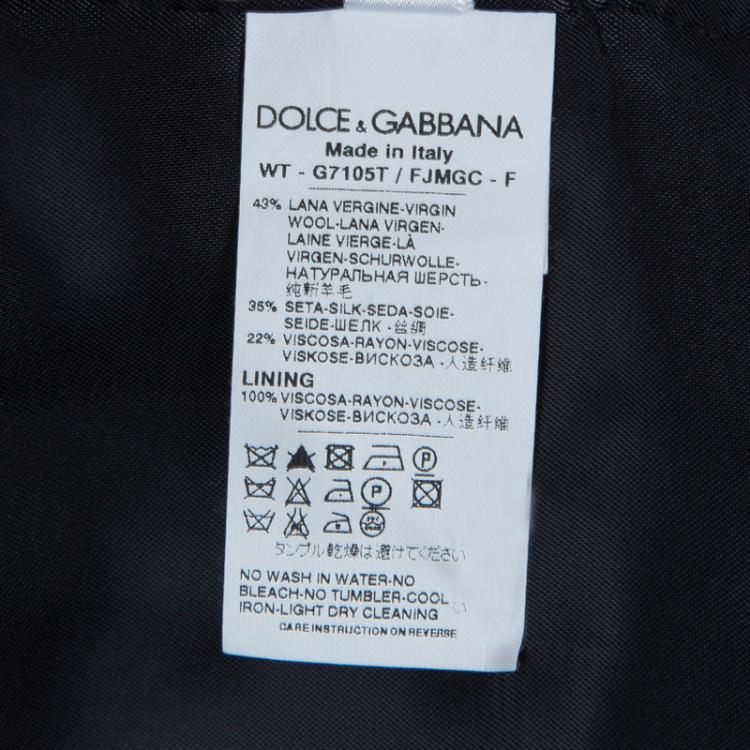 DOLCE & GABBANA
Made in Italy
WT - G7105T / FJMGC - F
43% LANA VERGINE-VIRGIN
WOOL-LANA VIRGEN-
LAINE VIERGE-LÀ
VIRGEN-SCHURWOLLE-
НАТУРАЛЬНАЯ ШЕРСТЬ-
纯新羊毛
35% SETA-SILK-SEDA-SOIE-
SEIDE-ШЕЛК -丝绸
22% VISCOSA-RAYON-VISCOSE-
VISKOSE-ВИСКОЗА -人造纤维
LINING
100% VISCOSA-RAYON-VISCOSE-
VISKOSE-ВИСКОЗА -人造纤维
P
P
タンブル乾燥は避けてください
NO WASH IN WATER-NO
BLEACH-NO TUMBLER-COOL
IRON-LIGHT DRY CLEANING
CARE INSTRUCTION ON REVERSE